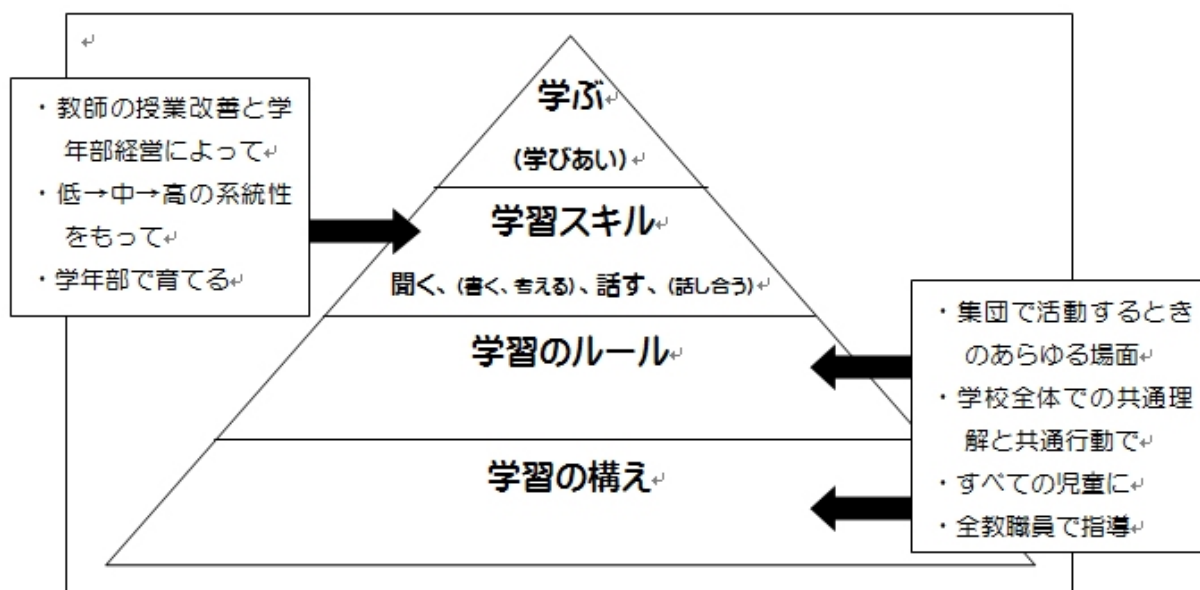 ・教師の授業改善と学
年部経営によって↵
・低→中→高の系統性
をもって↵
・学年部で育てる↵
学ぶ↵
(学びあい)↵
学習スキル↵
聞く、(書く、考える)、話す、(話し合う)↵
学習のルール↵
学習の構え↵
・集団で活動するとき
のあらゆる場面↵
・学校全体での共通理
解と共通行動で↵
・すべての児童に↵
・全教職員で指導↵